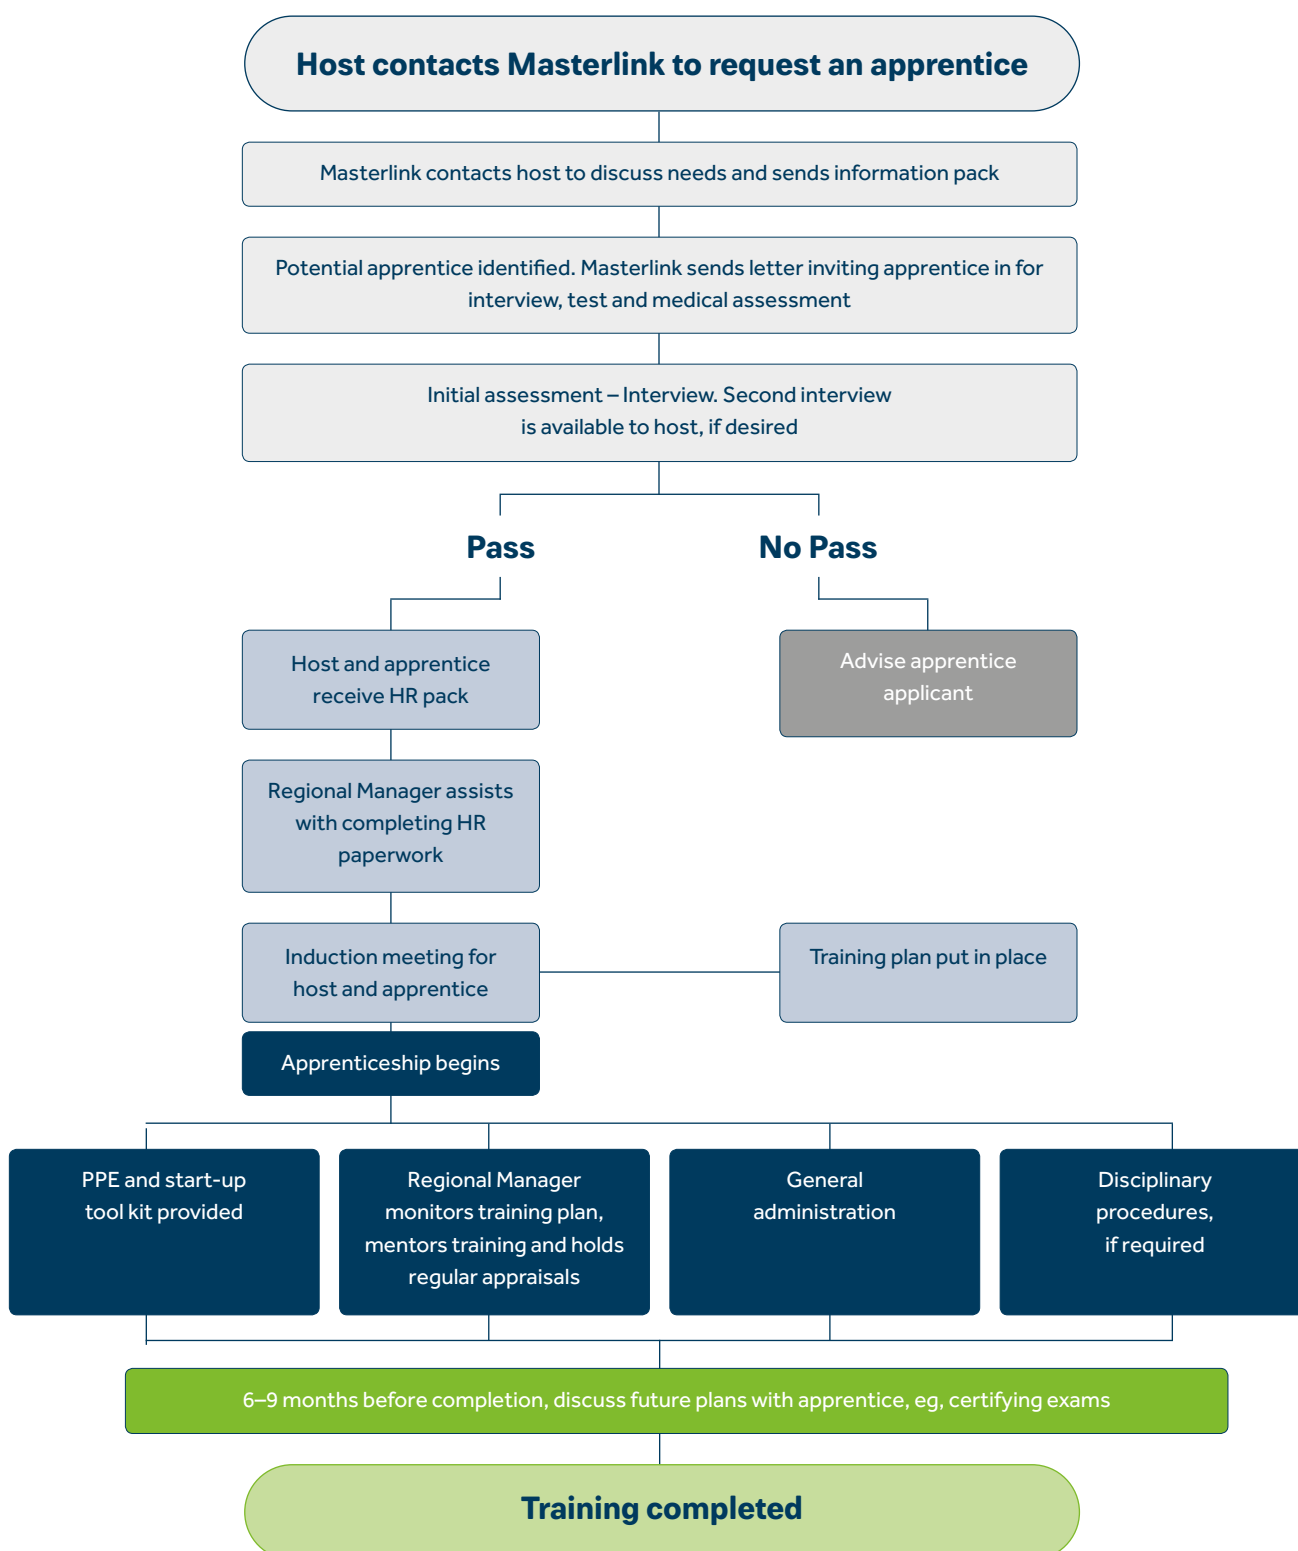 Host contacts Masterlink to request an apprentice
Masterlink contacts host to discuss needs and sends information pack
Potential apprentice identified. Masterlink sends letter inviting apprentice in for
interview, test and medical assessment
Initial assessment – Interview. Second interview
is available to host, if desired
Pass
No Pass
Host and apprentice
receive HR pack
Advise apprentice
applicant
Regional Manager assists
with completing HR
paperwork
Induction meeting for
host and apprentice
Training plan put in place
Apprenticeship begins
PPE and start-up
tool kit provided
Regional Manager
monitors training plan,
mentors training and holds
regular appraisals
General
administration
Disciplinary
procedures,
if required
6–9 months before completion, discuss future plans with apprentice, eg, certifying exams
Training completed